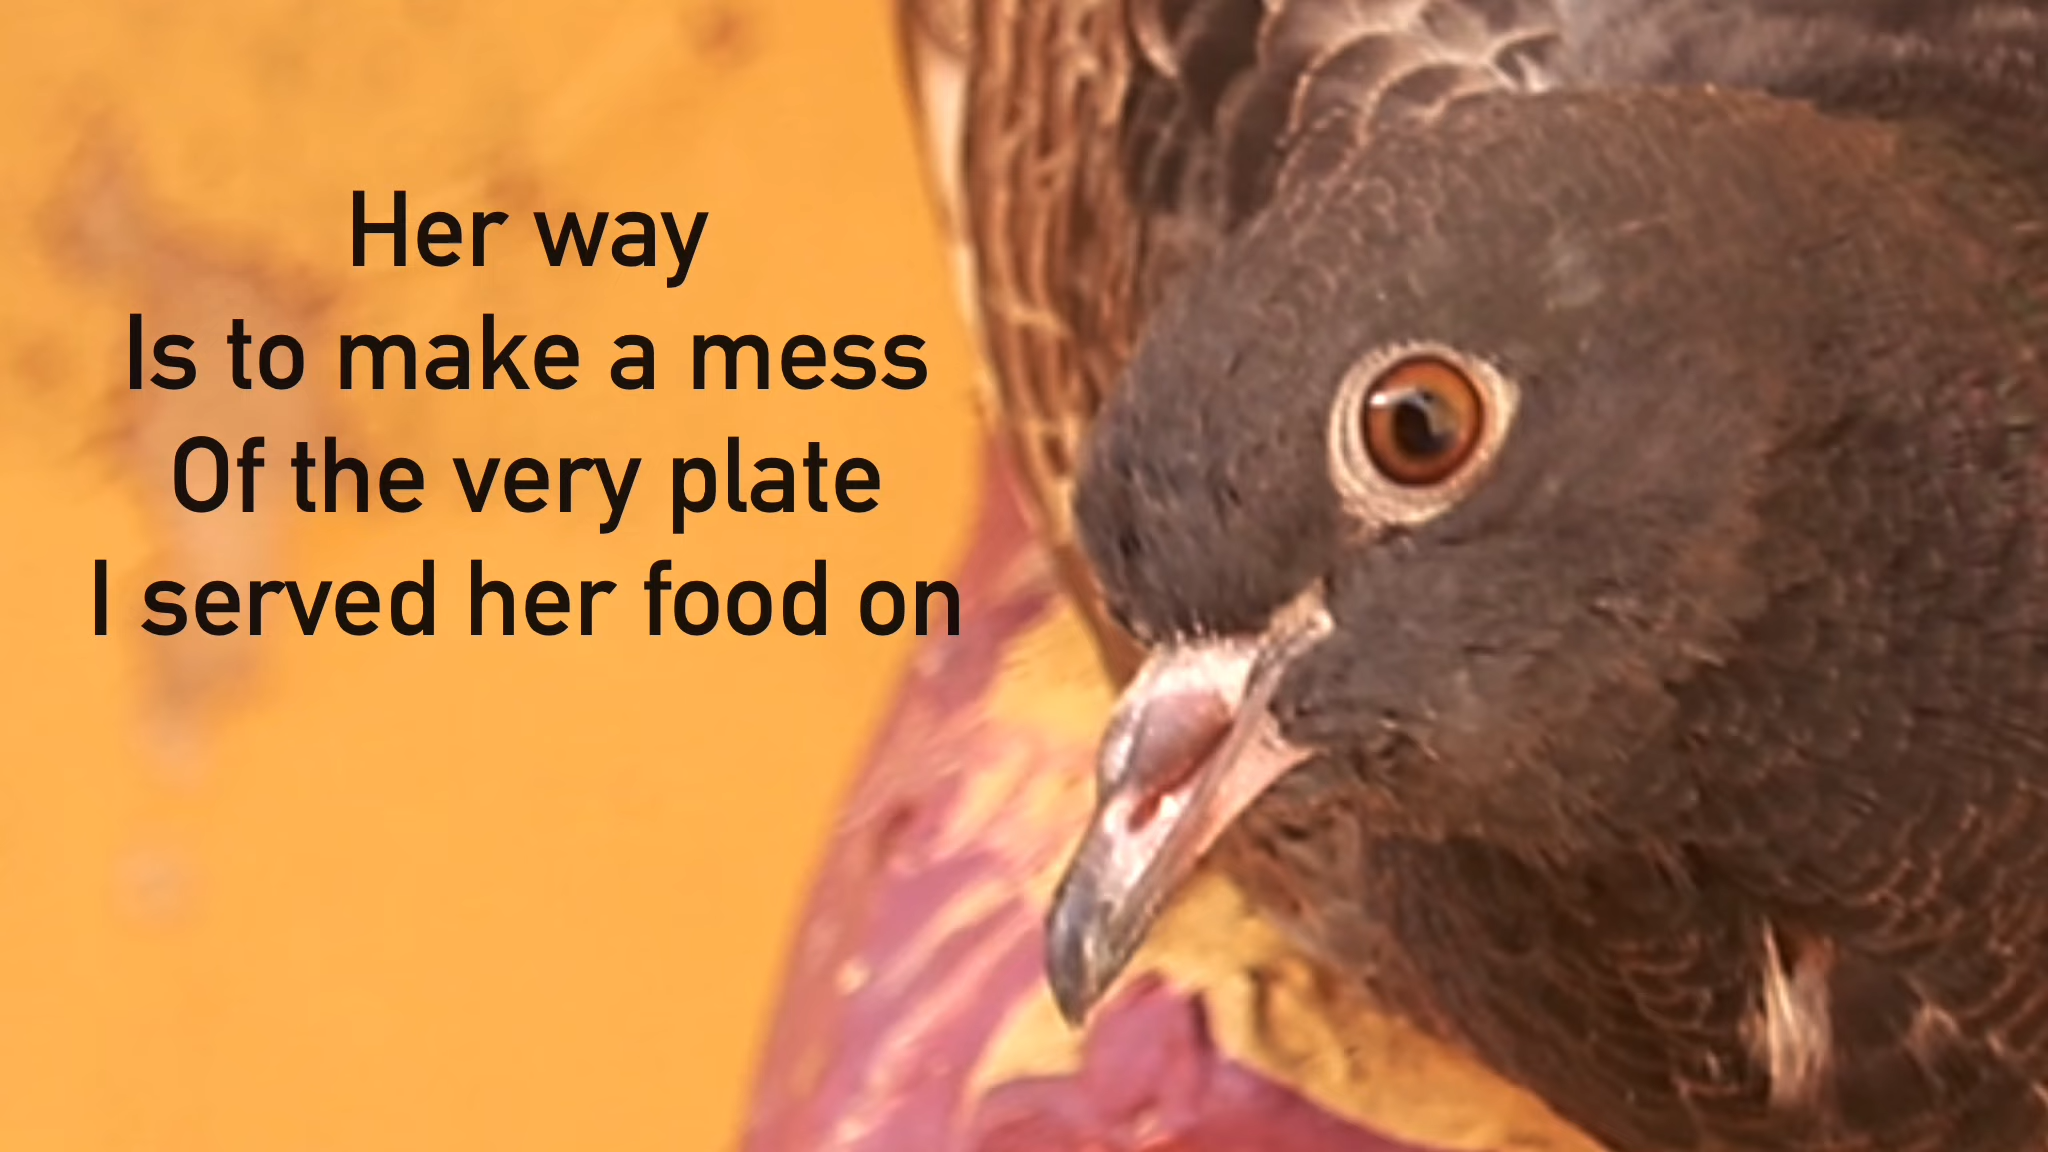 Her way
Is to make a mess
Of the very plate
I served her food on